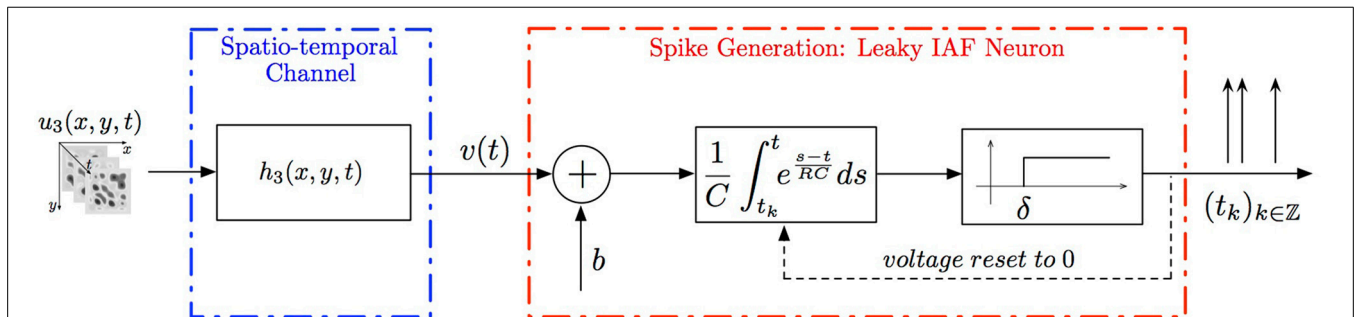 Spatio-temporal
Channel
Spike Generation: Leaky IAF Neuron
u₃(x, y, t)
x
t
y
h₃(x, y, t)
v(t)
+
b
1/C ∫_{t_k}^{t} e^{(s−t)/(RC)} ds
δ
voltage reset to 0
(t_k)_{k∈ℤ}